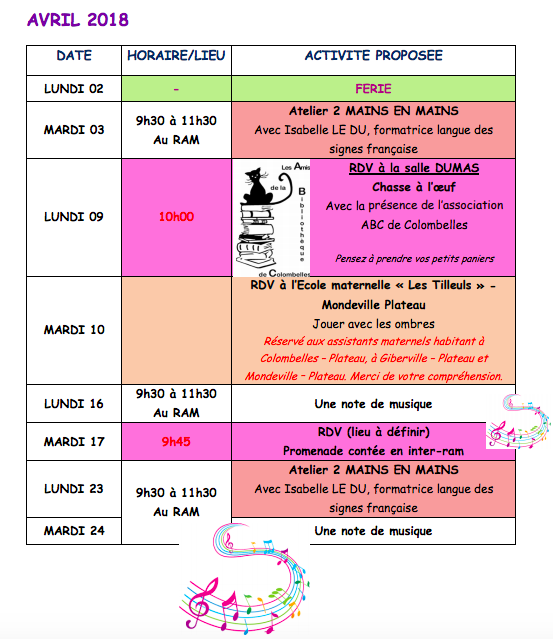 AVRIL 2018
DATE HORAIRE/LIEU ACTIVITE PROPOSEE
LUNDI 02 - FERIE
MARDI 03
9h30 à 11h30
Au RAM
Atelier 2 MAINS EN MAINS
Avec Isabelle LE DU, formatrice langue des
signes française
LUNDI 09
10h00
Les Amis
de la
Bibliothèque
de Colombelles
RDV à la salle DUMAS
Chasse à l'œuf
Avec la présence de l'association
ABC de Colombelles
Pensez à prendre vos petits paniers
MARDI 10
RDV à l'Ecole maternelle « Les Tilleuls » -
Mondeville Plateau
Jouer avec les ombres
Réservé aux assistants maternels habitant à
Colombelles – Plateau, à Giberville – Plateau et
Mondeville – Plateau. Merci de votre compréhension.
LUNDI 16
9h30 à 11h30
Au RAM
Une note de musique
MARDI 17
9h45
RDV (lieu à définir)
Promenade contée en inter-ram
LUNDI 23
9h30 à 11h30
Au RAM
Atelier 2 MAINS EN MAINS
Avec Isabelle LE DU, formatrice langue des
signes française
MARDI 24
Une note de musique